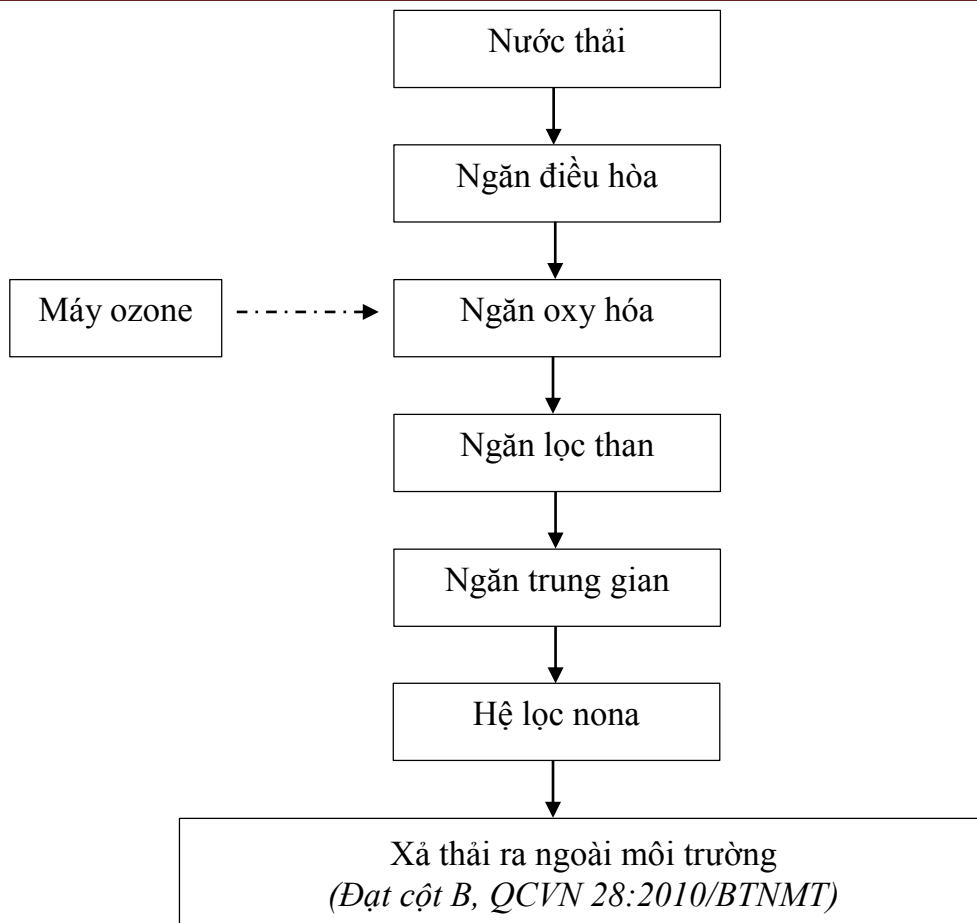 Nước thải
Ngăn điều hòa
Máy ozone
Ngăn oxy hóa
Ngăn lọc than
Ngăn trung gian
Hệ lọc nona
Xả thải ra ngoài môi trường
(Đạt cột B, QCVN 28:2010/BTNMT)